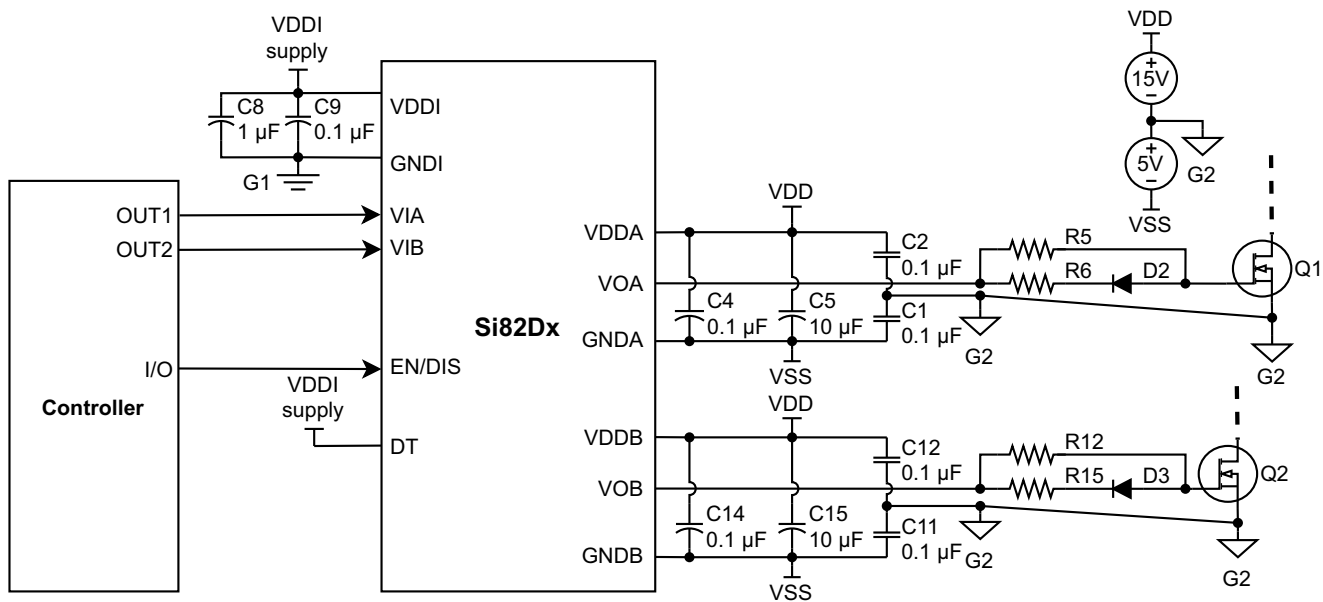 VDDI
supply
C8
1 µF
C9
0.1 µF
VDDI
GNDI
G1
Controller
OUT1
OUT2
I/O
VIA
VIB
EN/DIS
VDDI
supply
DT
Si82Dx
VDDA
VOA
GNDA
VDDB
VOB
GNDB
VDD
C4
0.1 µF
C5
10 µF
C2
0.1 µF
C1
0.1 µF
VSS
G2
R5
R6
D2
Q1
G2
VDD
+
15V
–
+
5V
–
G2
VSS
VDD
C14
0.1 µF
C15
10 µF
C12
0.1 µF
C11
0.1 µF
VSS
G2
R12
R15
D3
Q2
G2